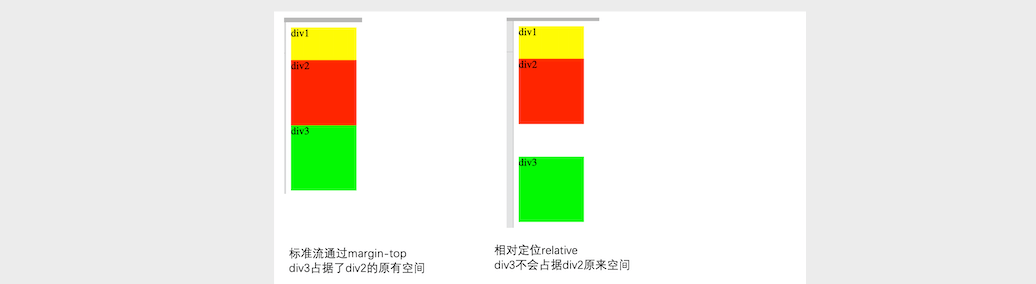 div1
div2
div3
标准流通过margin-top
div3占据了div2的原有空间
div1
div2
div3
相对定位relative
div3不会占据div2原来空间